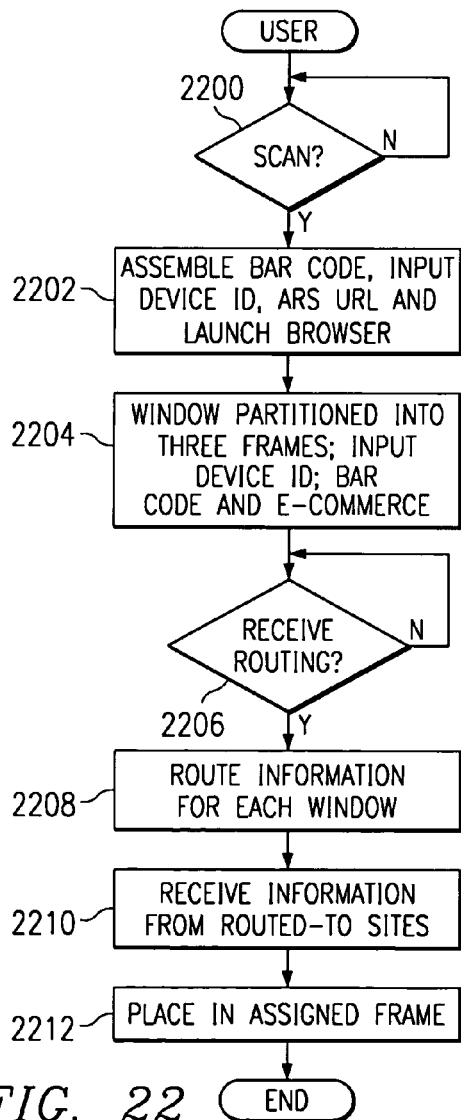 USER
2200
SCAN?
N
Y
2202
ASSEMBLE BAR CODE, INPUT
DEVICE ID, ARS URL AND
LAUNCH BROWSER
2204
WINDOW PARTITIONED INTO
THREE FRAMES; INPUT
DEVICE ID; BAR
CODE AND E-COMMERCE
RECEIVE
ROUTING?
N
2206
Y
2208
ROUTE INFORMATION
FOR EACH WINDOW
2210
RECEIVE INFORMATION
FROM ROUTED-TO SITES
2212
PLACE IN ASSIGNED FRAME
FIG. 22
END